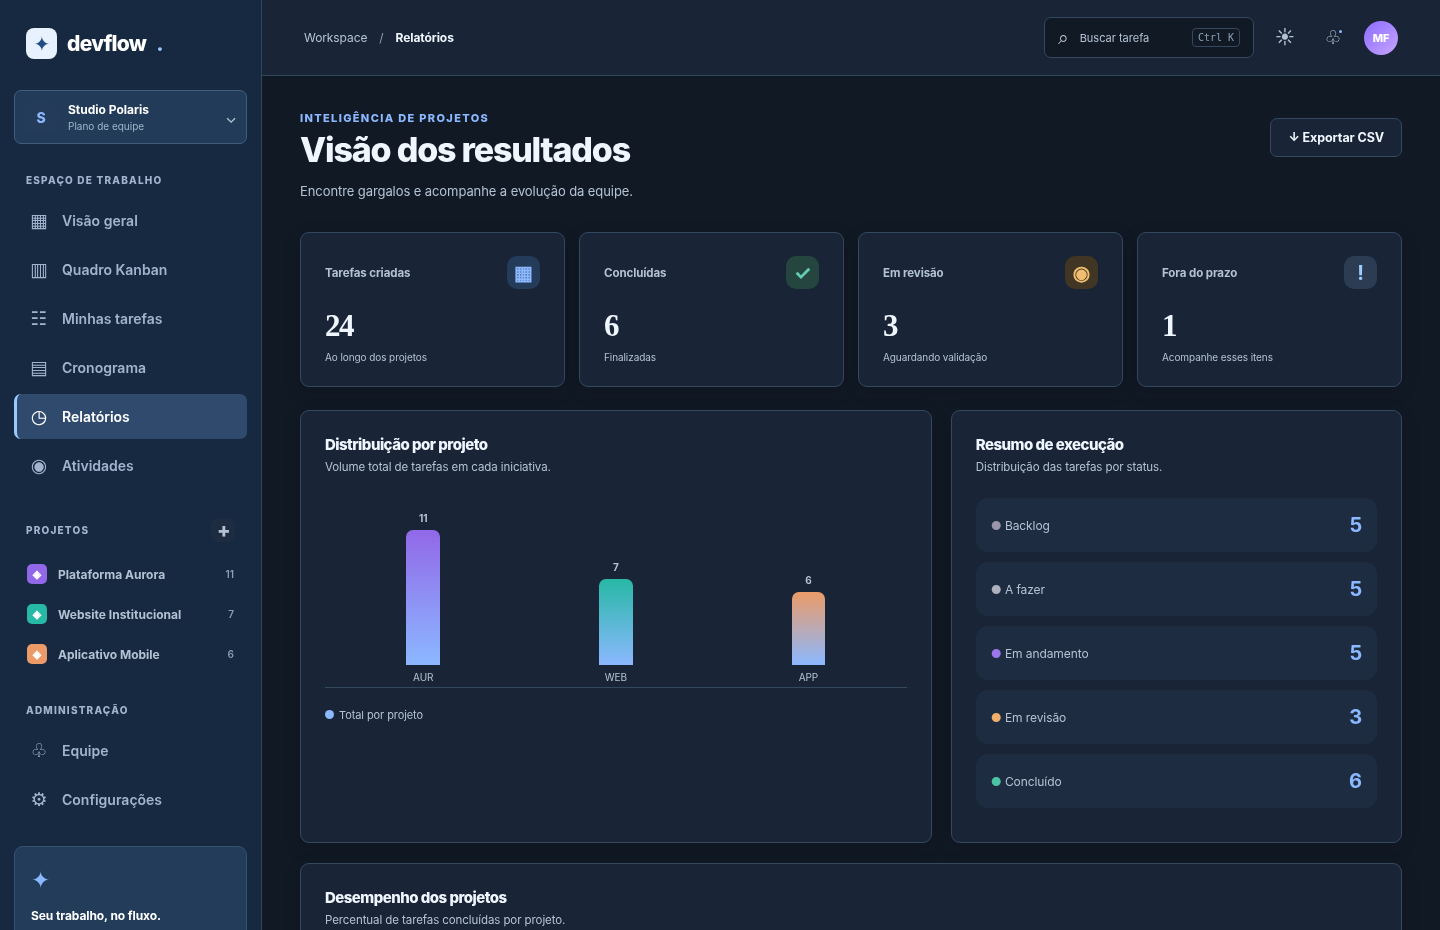 devflow .
Studio Polaris
Plano de equipe
ESPAÇO DE TRABALHO
Visão geral
Quadro Kanban
Minhas tarefas
Cronograma
Relatórios
Atividades
PROJETOS
Plataforma Aurora 11
Website Institucional 7
Aplicativo Mobile 6
ADMINISTRAÇÃO
Equipe
Configurações
Seu trabalho, no fluxo.
Workspace / Relatórios
Buscar tarefa Ctrl K
MF
INTELIGÊNCIA DE PROJETOS
Visão dos resultados
Encontre gargalos e acompanhe a evolução da equipe.
↓ Exportar CSV
Tarefas criadas
24
Ao longo dos projetos
Concluídas
6
Finalizadas
Em revisão
3
Aguardando validação
Fora do prazo
!
1
Acompanhe esses itens
Distribuição por projeto
Volume total de tarefas em cada iniciativa.
11
7
6
AUR WEB APP
Total por projeto
Resumo de execução
Distribuição das tarefas por status.
Backlog 5
A fazer 5
Em andamento 5
Em revisão 3
Concluído 6
Desempenho dos projetos
Percentual de tarefas concluídas por projeto.
S